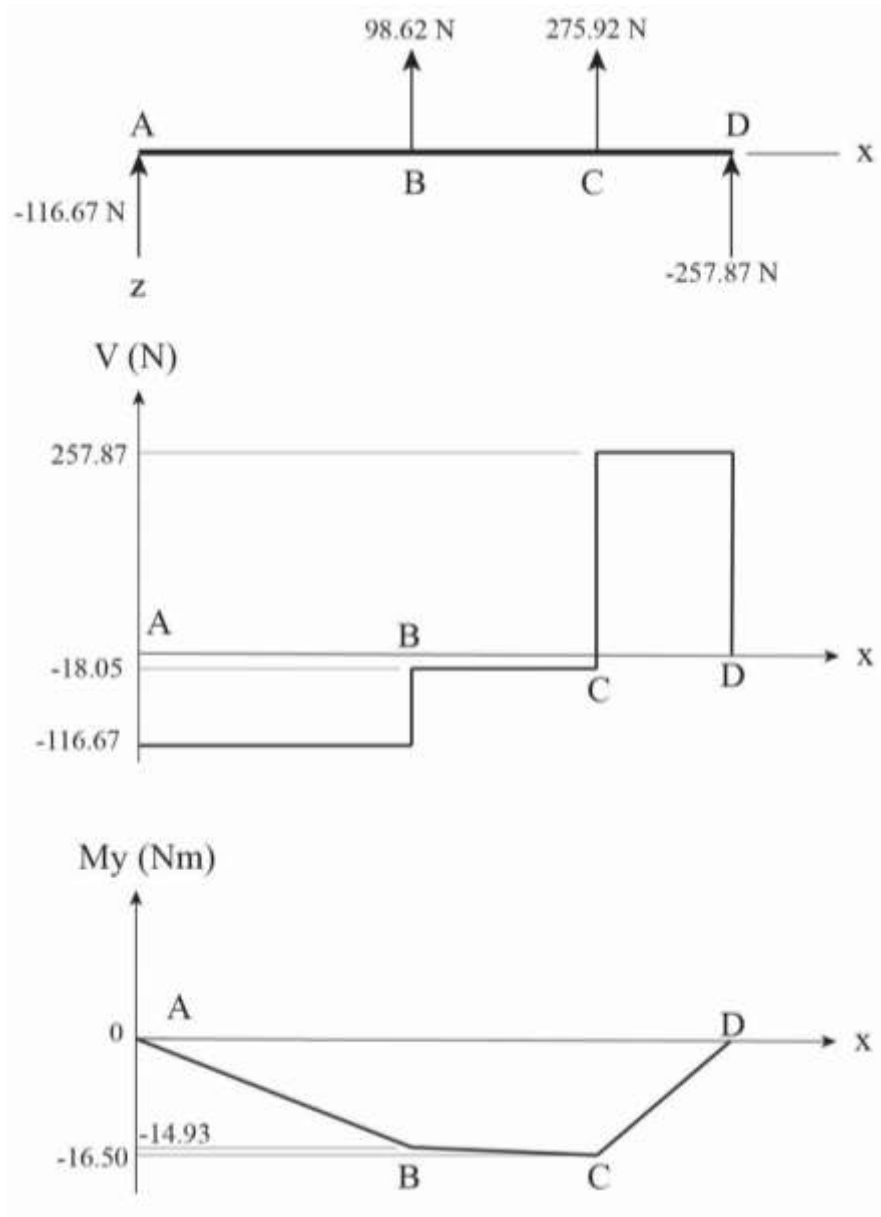 98.62 N 275.92 N
A D
x
B C
-116.67 N
-257.87 N
z
V (N)
257.87
A B
x
-18.05
C D
-116.67
My (Nm)
A
0 D x
-14.93
-16.50
B C